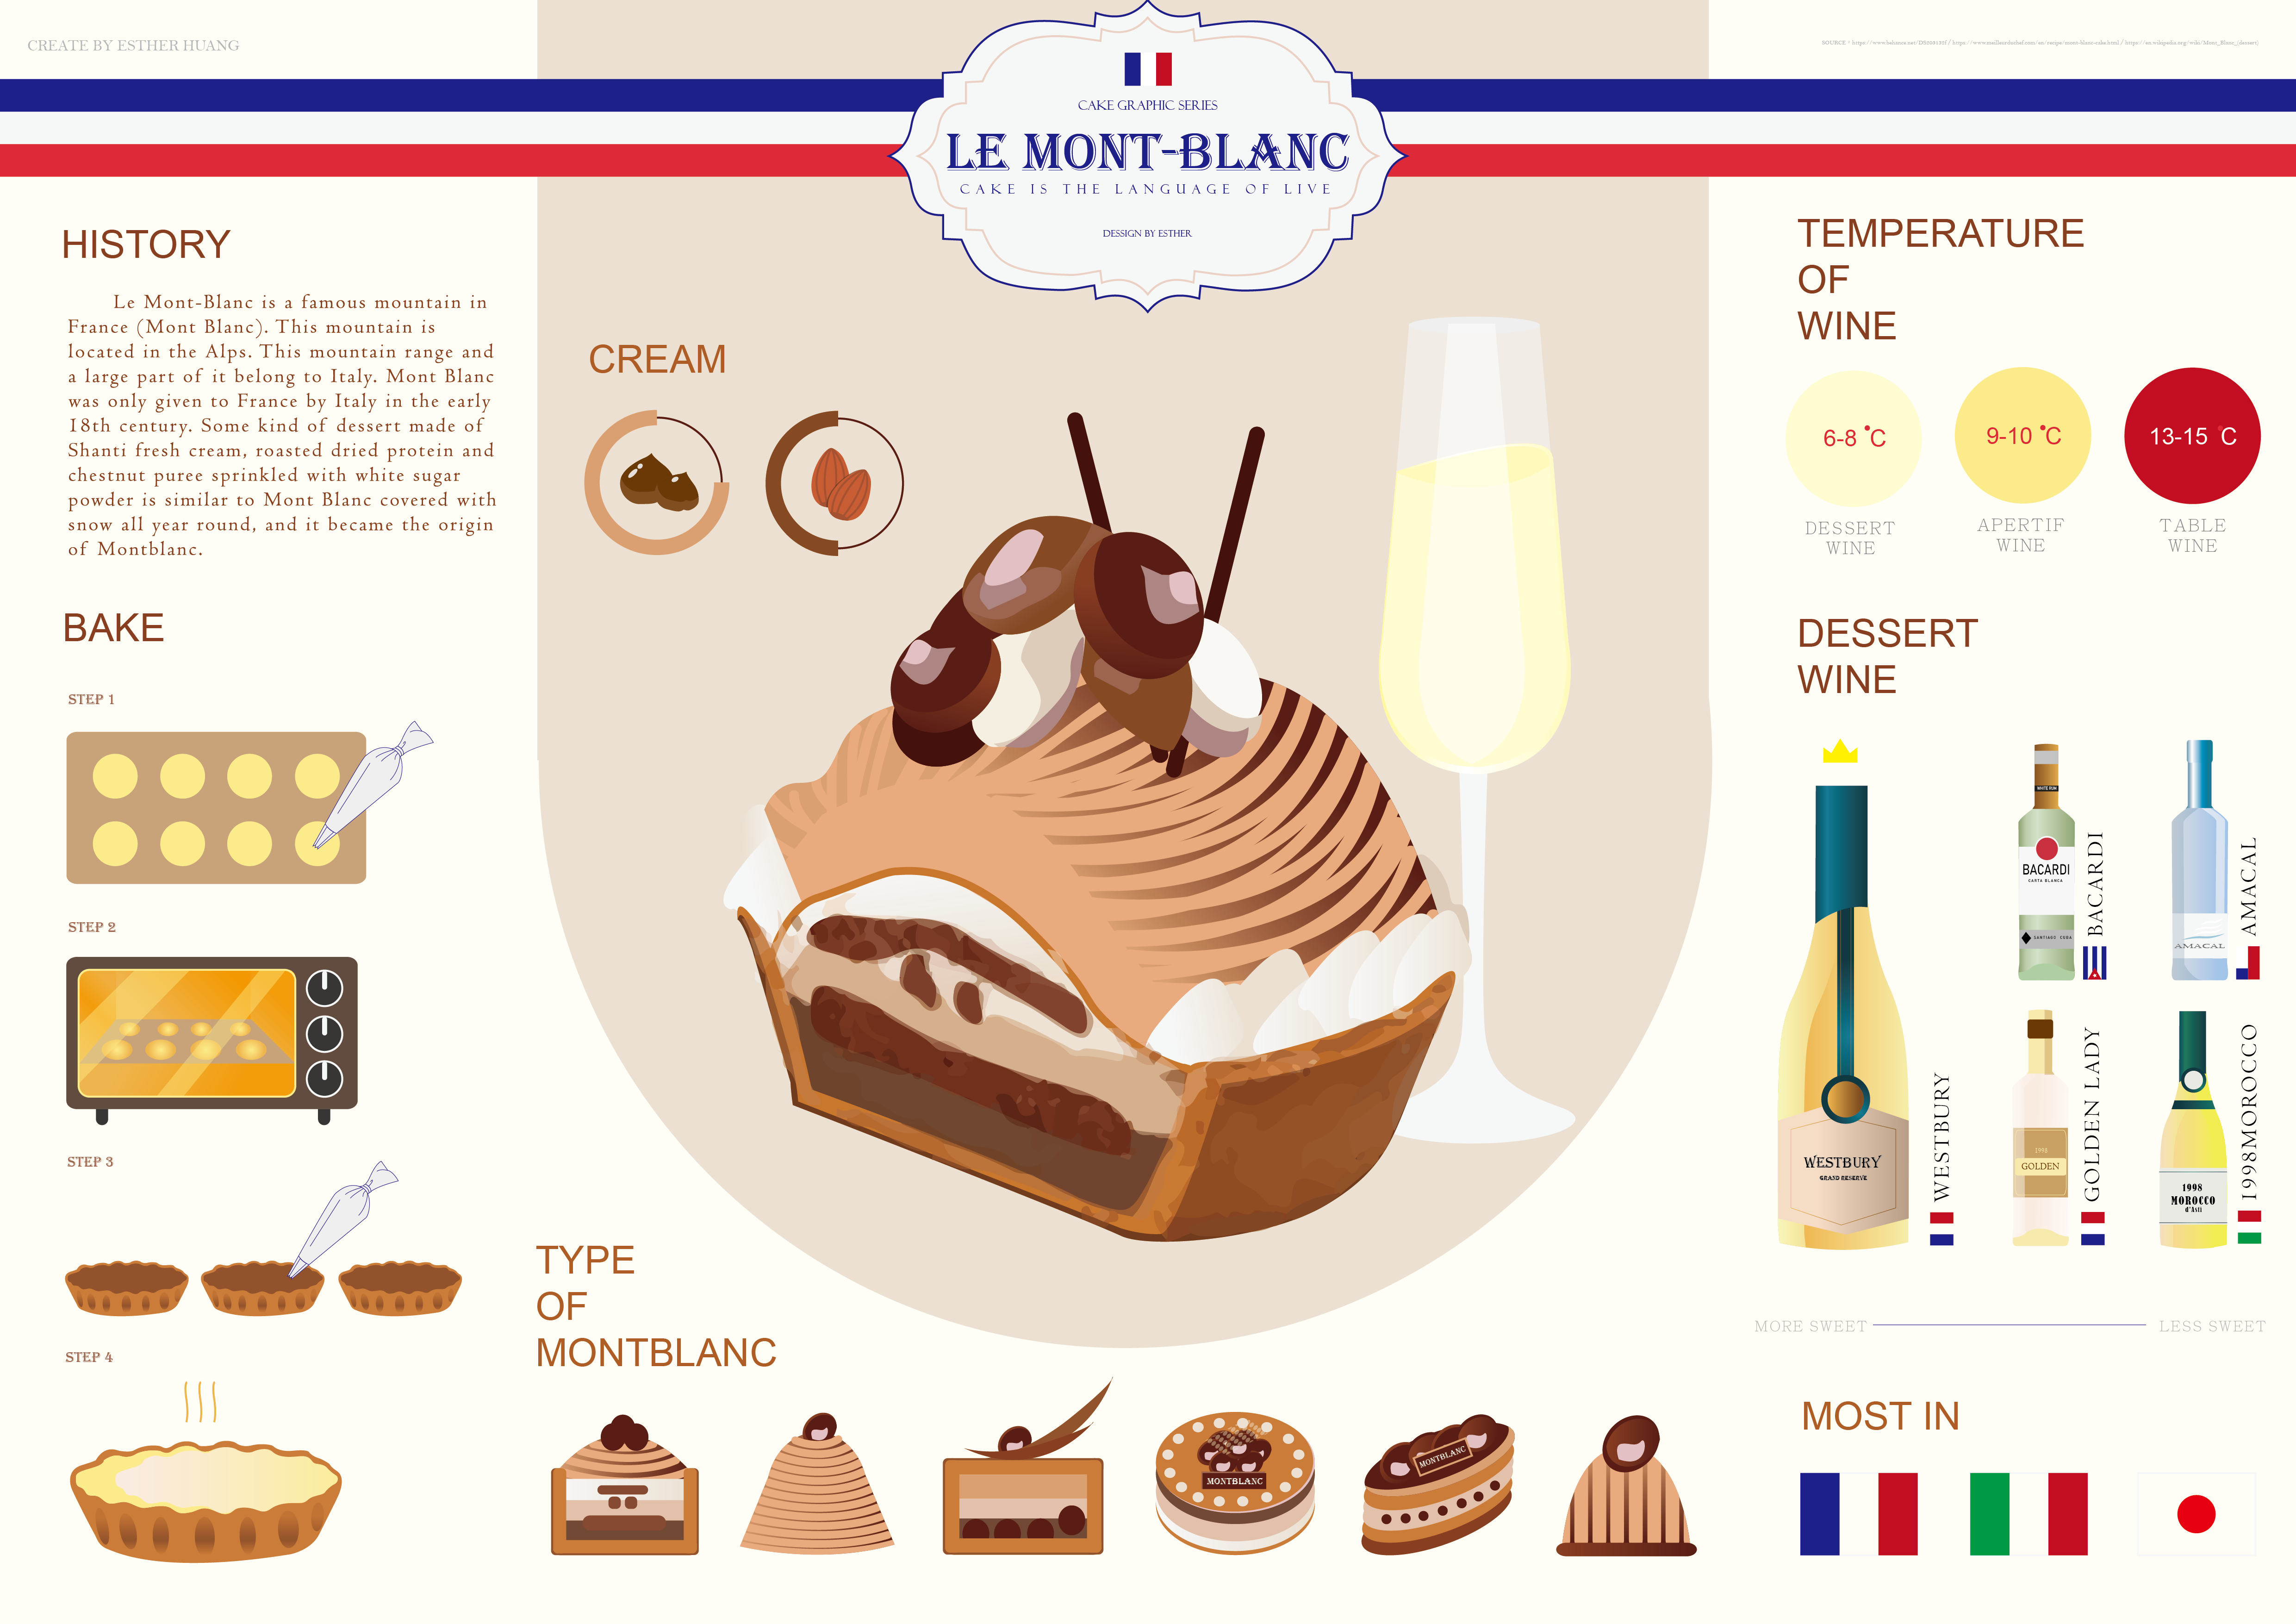 CREATE BY ESTHER HUANG
CAKE GRAPHIC SERIES
LE MONT-BLANC
CAKE IS THE LANGUAGE OF LIVE
DESSIGN BY ESTHER
HISTORY
Le Mont-Blanc is a famous mountain in
France (Mont Blanc). This mountain is
located in the Alps. This mountain range and
a large part of it belong to Italy. Mont Blanc
was only given to France by Italy in the early
18th century. Some kind of dessert made of
Shanti fresh cream, roasted dried protein and
chestnut puree sprinkled with white sugar
powder is similar to Mont Blanc covered with
snow all year round, and it became the origin
of Montblanc.
BAKE
STEP 1
STEP 2
STEP 3
STEP 4
CREAM
TYPE
OF
MONTBLANC
MONTBLANC
MONTBLANC
TEMPERATURE
OF
WINE
6-8 °C
9-10 °C
13-15 °C
DESSERT
WINE
APERTIF
WINE
TABLE
WINE
DESSERT
WINE
WESTBURY
GRAND RESERVE
WESTBURY
WHITE RUM
BACARDI
CARTA BLANCA
BACARDI
AMACAL
AMACAL
1998
GOLDEN
GOLDEN LADY
1998
MOROCCO
d'Asti
1998MOROCCO
MORE SWEET
LESS SWEET
MOST IN